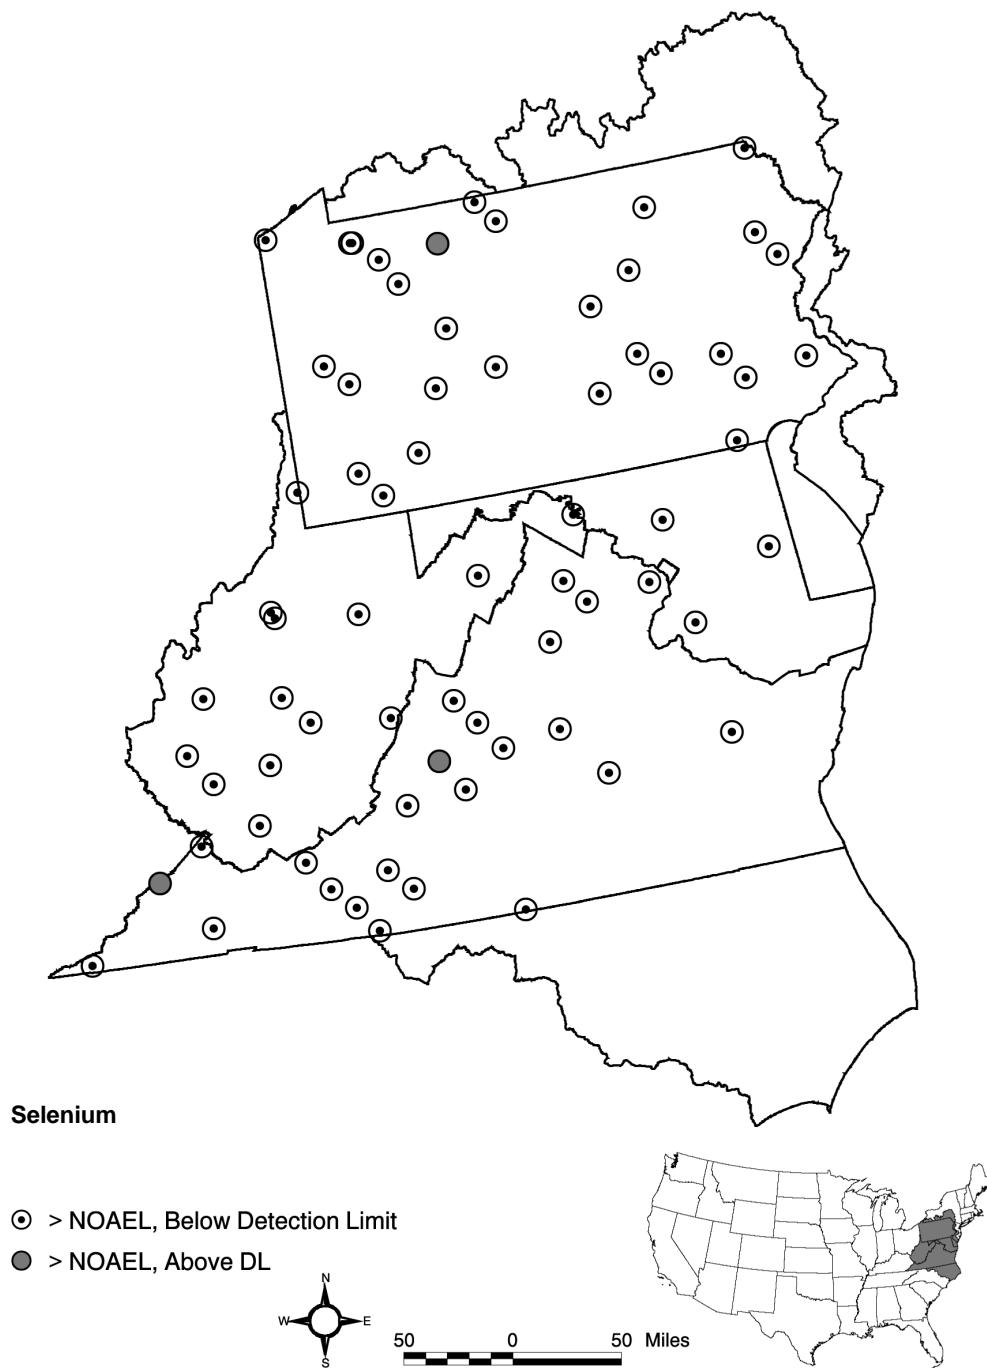 Selenium
> NOAEL, Below Detection Limit
> NOAEL, Above DL
N
W E
S
50 0 50 Miles